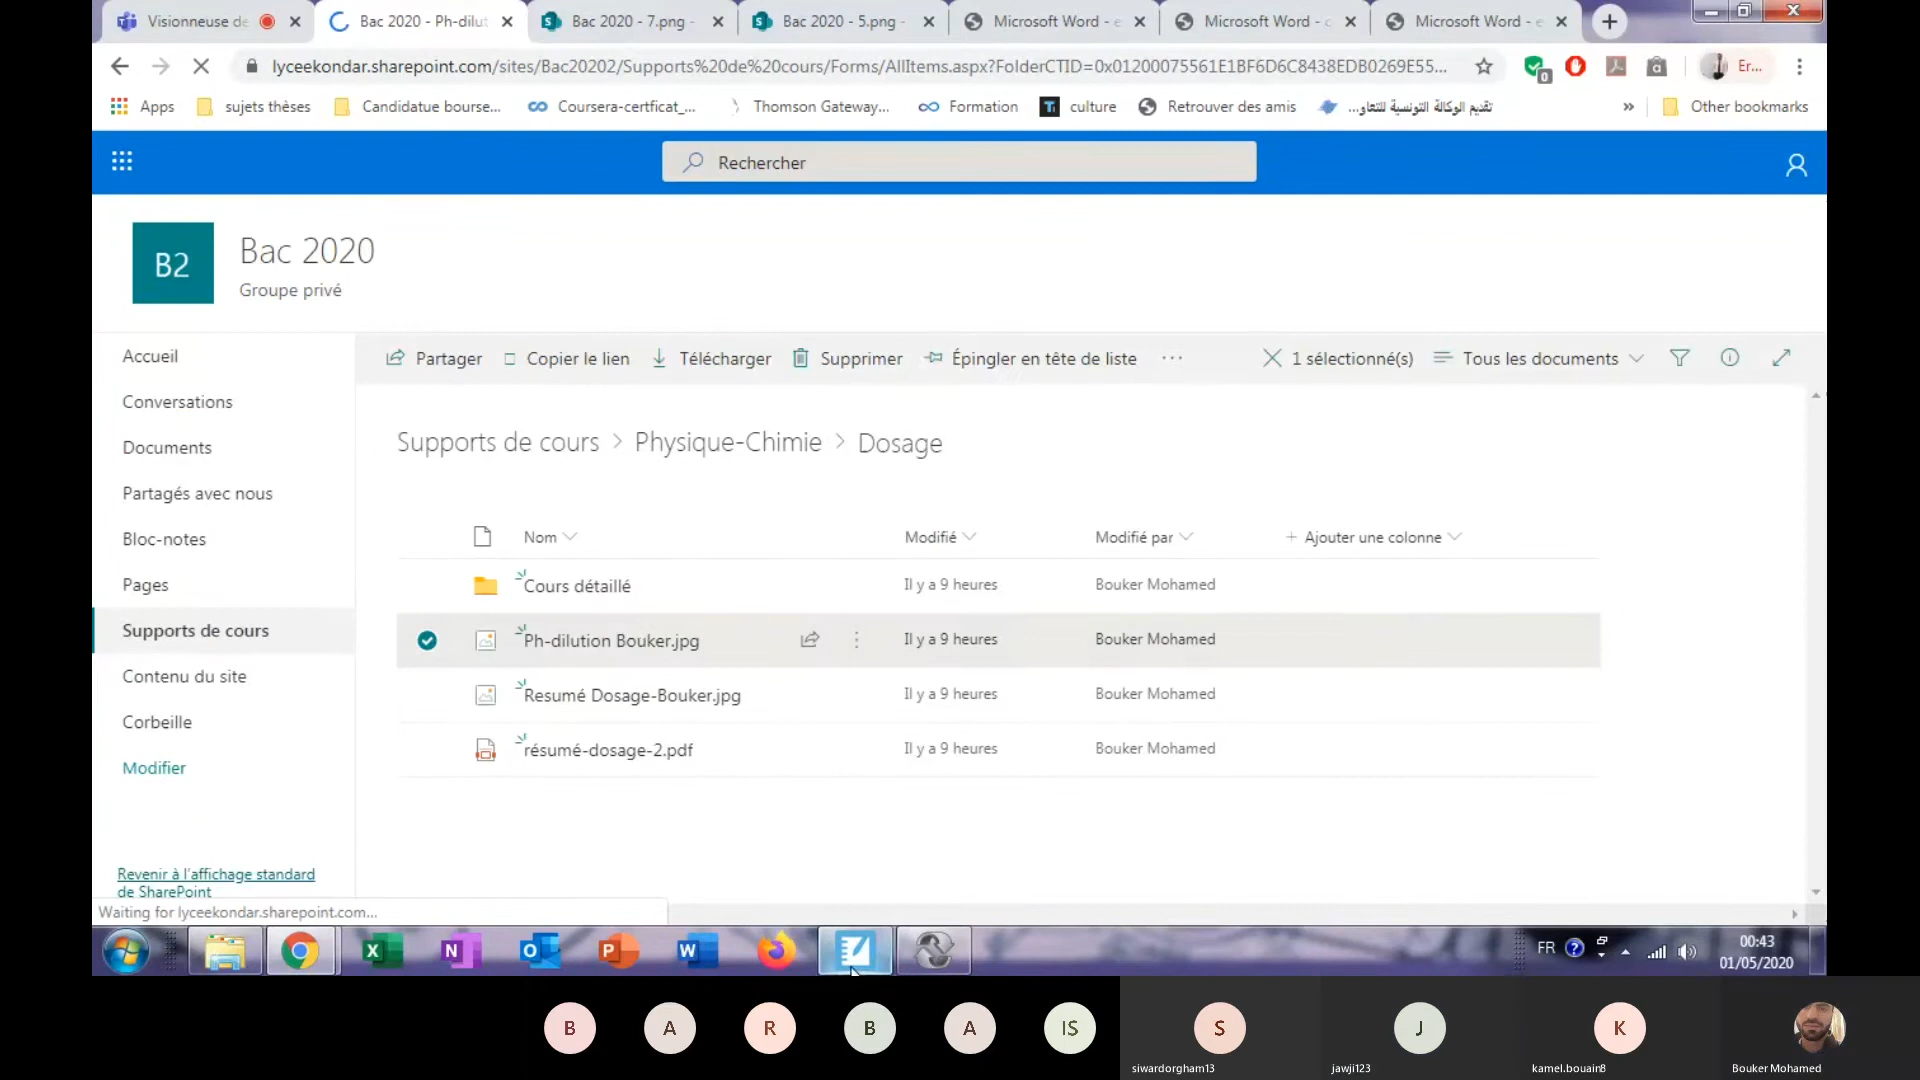 Visionneuse de
Bac 2020 - Ph-dilut
Bac 2020 - 7.png -
Bac 2020 - 5.png -
Microsoft Word - e
Microsoft Word - c
Microsoft Word - e
lyceekondar.sharepoint.com/sites/Bac20202/Supports%20de%20cours/Forms/AllItems.aspx?FolderCTID=0x01200075561E1BF6D6C8438EDB0269E55...
0
Er...
Apps
sujets thèses
Candidatue bourse...
Coursera-certficat_...
Thomson Gateway...
Formation
culture
Retrouver des amis
تقديم الوكالة التونسية للتعاو...
»
Other bookmarks
Rechercher
B2
Bac 2020
Groupe privé
Accueil
Conversations
Documents
Partagés avec nous
Bloc-notes
Pages
Supports de cours
Contenu du site
Corbeille
Modifier
Revenir à l'affichage standard
de SharePoint
Partager
Copier le lien
Télécharger
Supprimer
Épingler en tête de liste
1 sélectionné(s)
Tous les documents
Supports de cours > Physique-Chimie > Dosage
Nom
Modifié
Modifié par
+ Ajouter une colonne
Cours détaillé
Il y a 9 heures
Bouker Mohamed
Ph-dilution Bouker.jpg
Il y a 9 heures
Bouker Mohamed
Resumé Dosage-Bouker.jpg
Il y a 9 heures
Bouker Mohamed
résumé-dosage-2.pdf
Il y a 9 heures
Bouker Mohamed
Waiting for lyceekondar.sharepoint.com...
FR
00:43
01/05/2020
B
A
R
B
A
IS
S
J
K
siwardorgham13
jawji123
kamel.bouain8
Bouker Mohamed